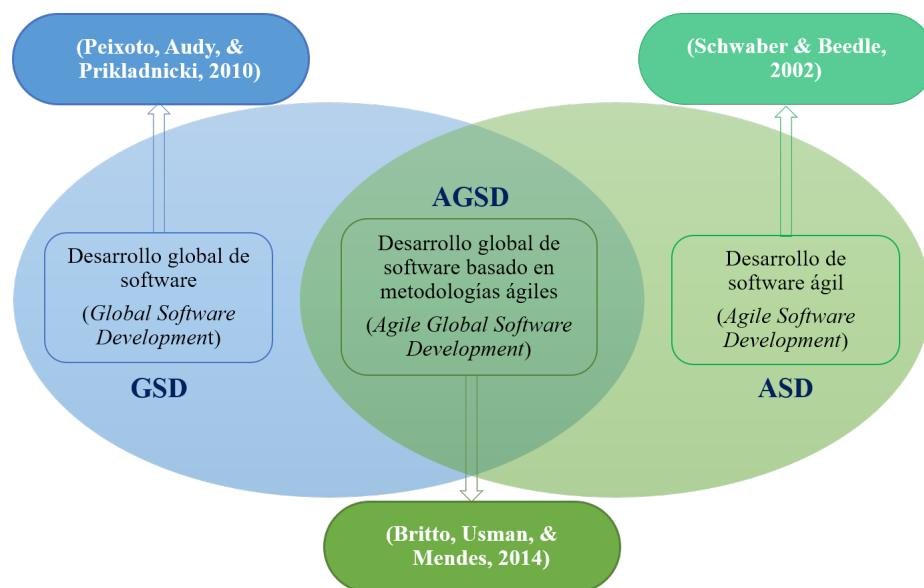 (Peixoto, Audy, &
Prikladnicki, 2010)
(Schwaber & Beedle,
2002)
AGSD
Desarrollo global de
software
(Global Software
Development)
GSD
Desarrollo global de
software basado en
metodologías ágiles
(Agile Global Software
Development)
Desarrollo de
software ágil
(Agile Software
Development)
ASD
(Britto, Usman, &
Mendes, 2014)